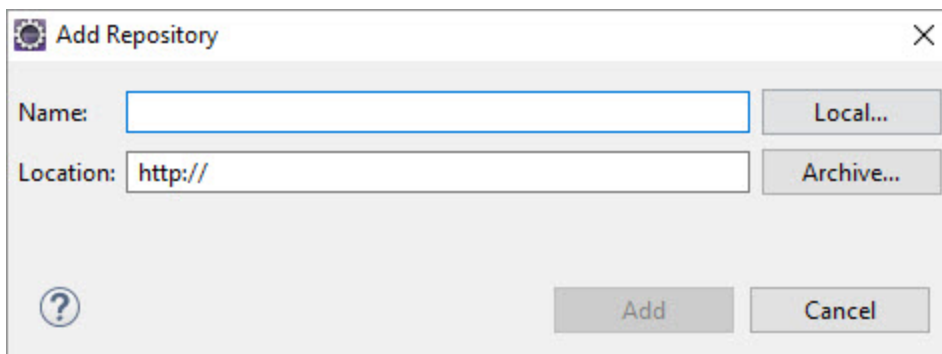 Add Repository
Name: Local...
Location: http:// Archive...
? Add Cancel